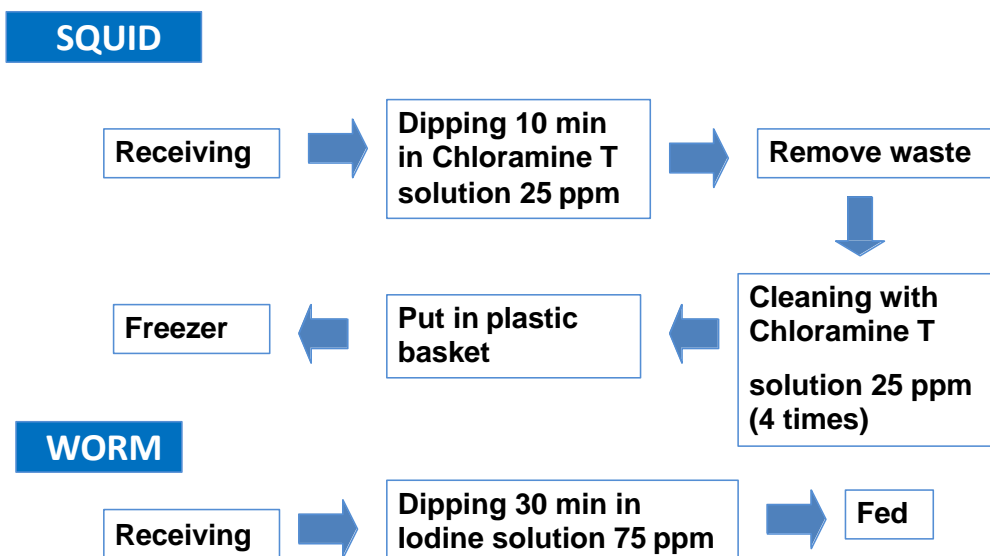 SQUID
Receiving
Dipping 10 min
in Chloramine T
solution 25 ppm
Remove waste
Cleaning with
Chloramine T
solution 25 ppm
(4 times)
Put in plastic
basket
Freezer
WORM
Receiving
Dipping 30 min in
Iodine solution 75 ppm
Fed